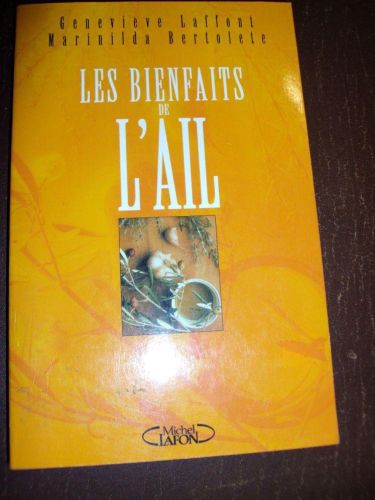 Geneviève Laffont
Marinilda Bertolete
LES BIENFAITS
DE
L'AIL
Michel
LAFON